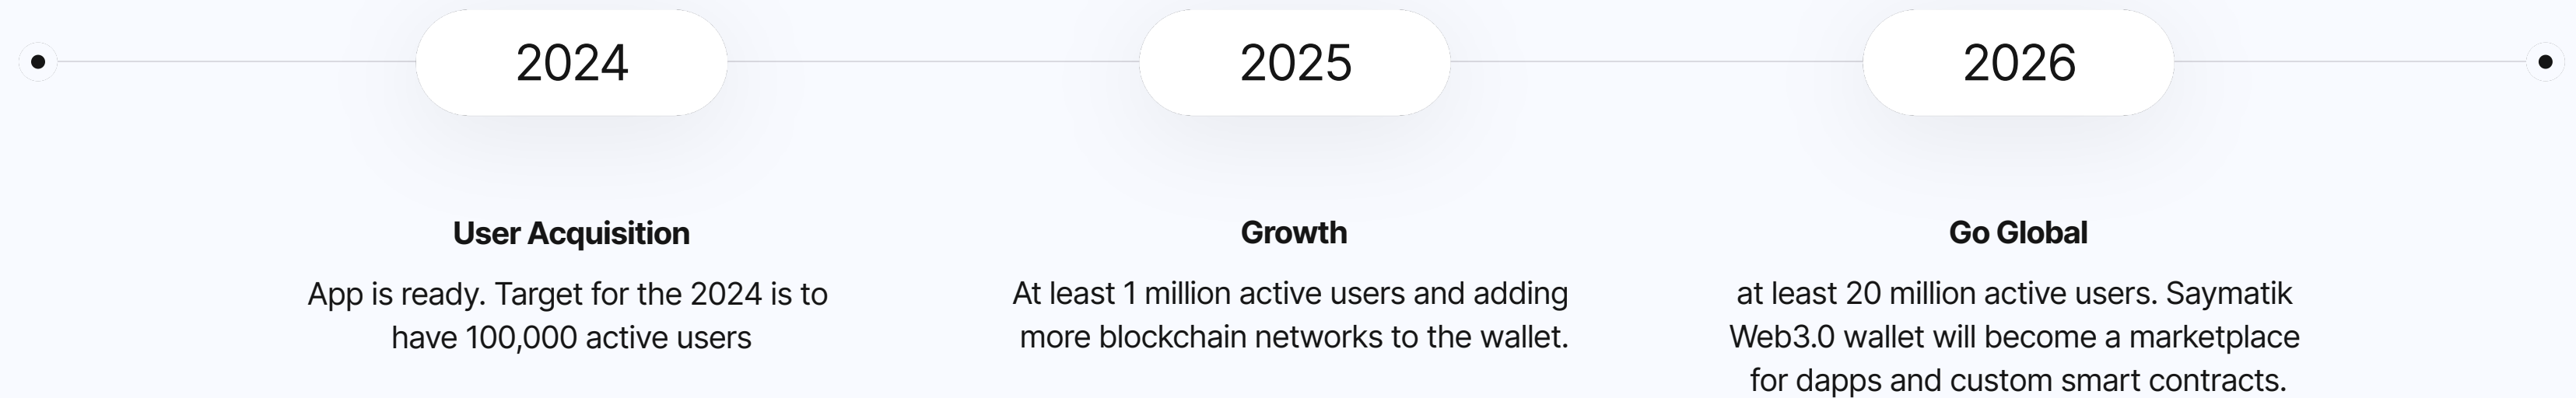 2024
2025
2026
User Acquisition
App is ready. Target for the 2024 is to
have 100,000 active users
Growth
At least 1 million active users and adding
more blockchain networks to the wallet.
Go Global
at least 20 million active users. Saymatik
Web3.0 wallet will become a marketplace
for dapps and custom smart contracts.